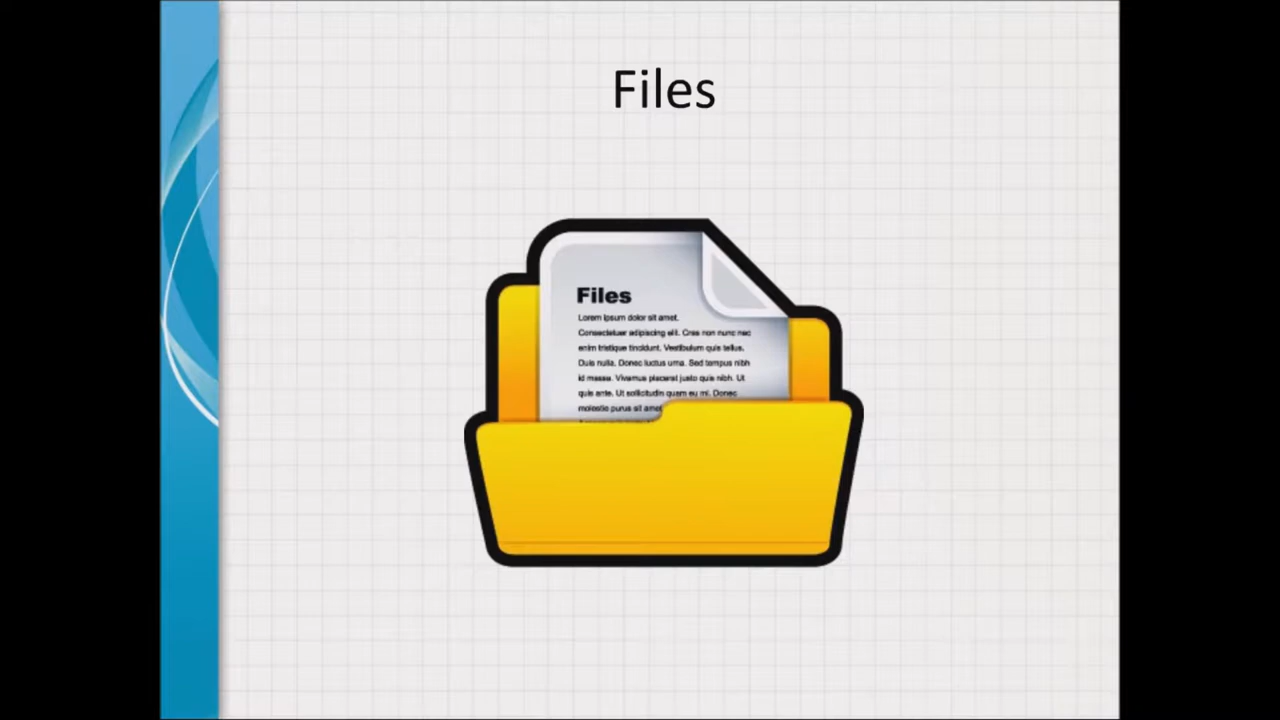 Files
Files
Lorem ipsum dolor sit amet.
Consectetuer adipiscing elit. Cras non nunc nec
enim tristique tincidunt. Vestibulum quis tellus.
Duis nulla. Donec luctus urna. Sed tempus nibh
id massa. Vivamus placerat justo quis nibh. Ut
quis ante. Ut sollicitudin quam eu mi. Donec
molestie purus sit amet